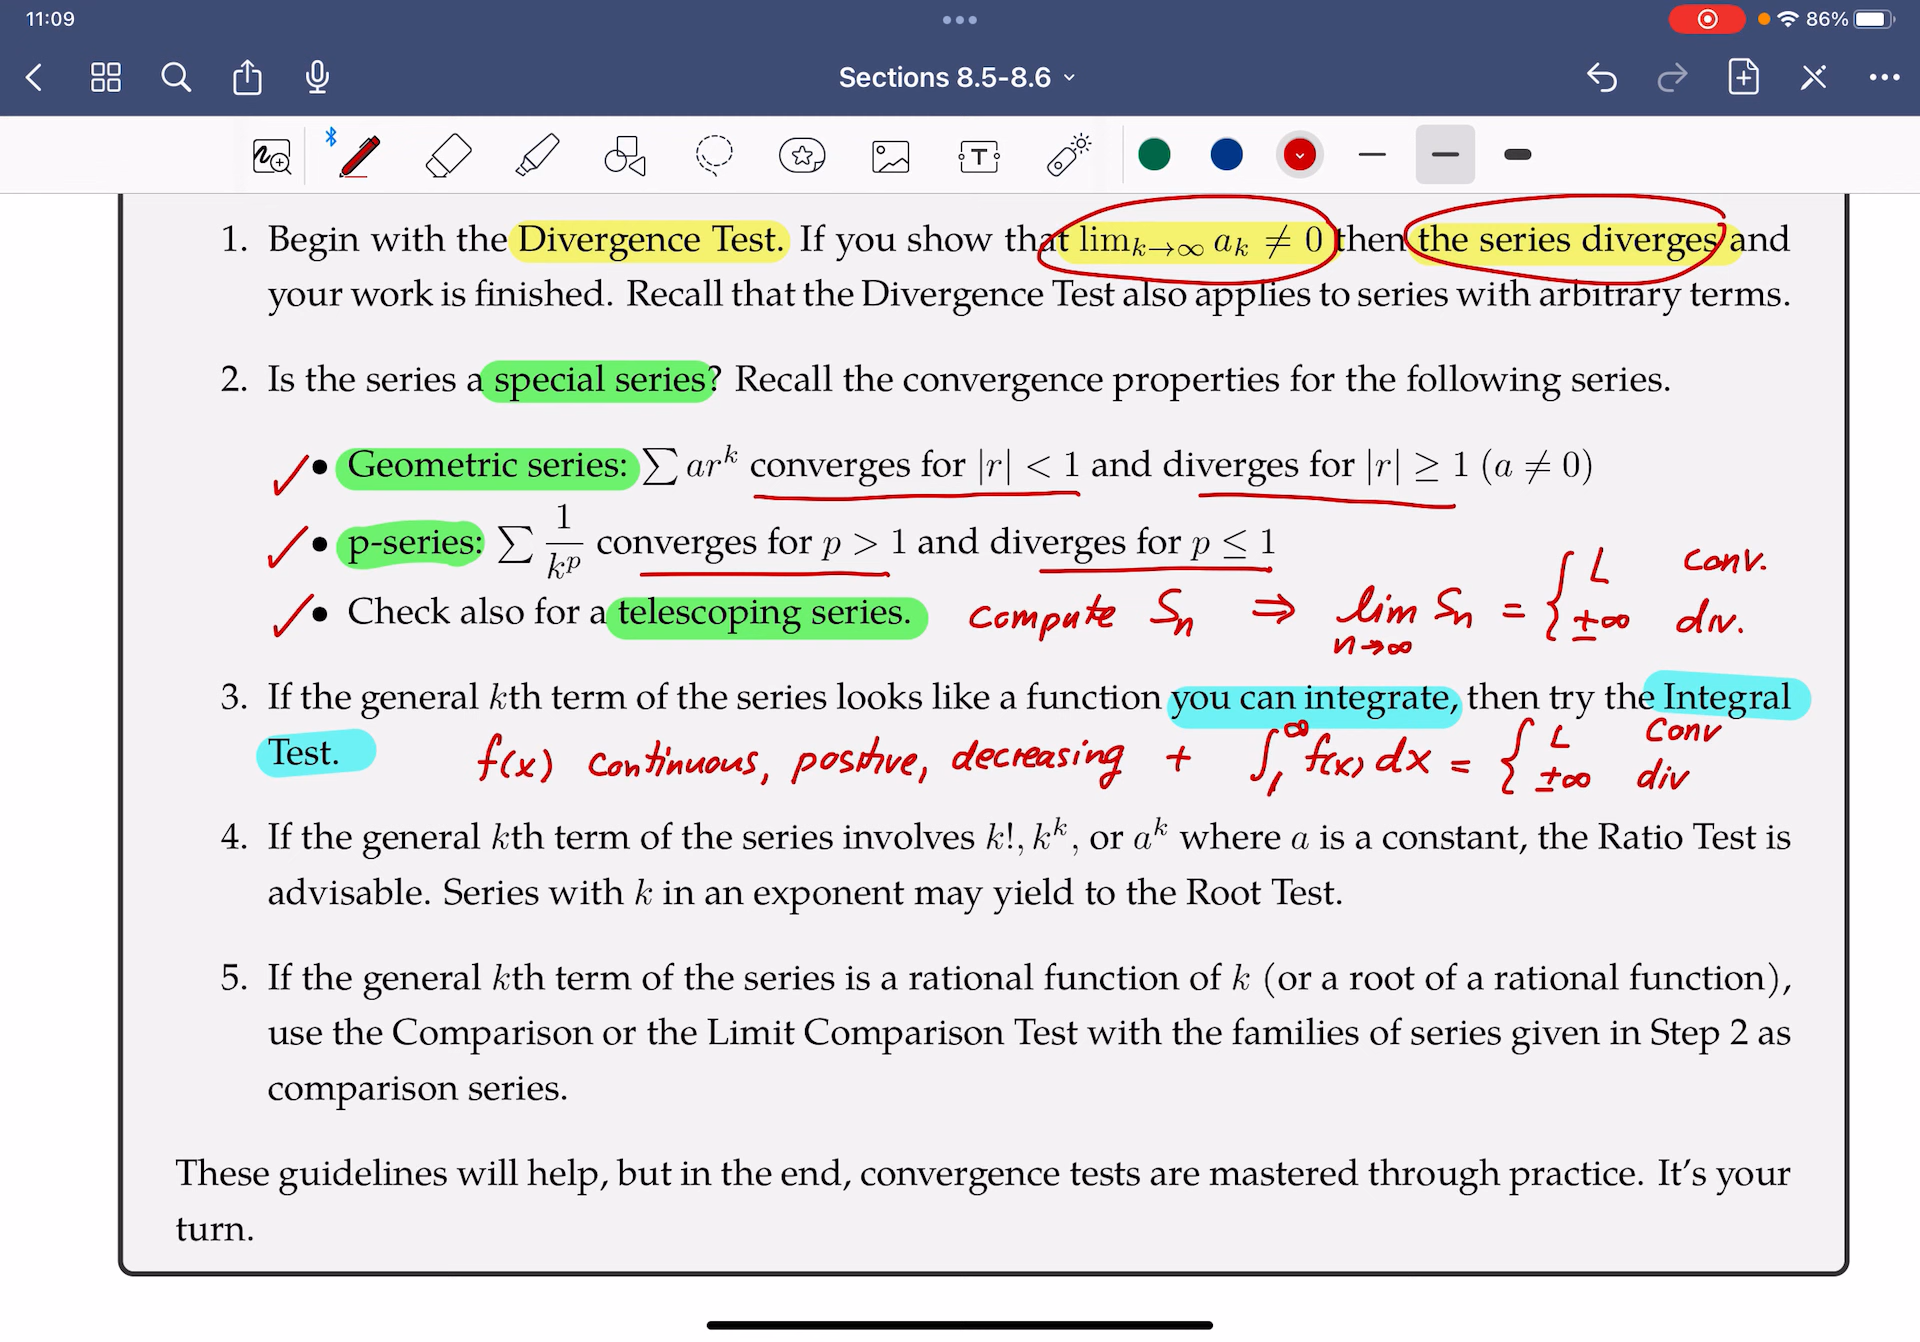 11:09
86%
Sections 8.5-8.6
1. Begin with the Divergence Test. If you show that lim_{k→∞} a_k ≠ 0 then the series diverges and
your work is finished. Recall that the Divergence Test also applies to series with arbitrary terms.
2. Is the series a special series? Recall the convergence properties for the following series.
✓ • Geometric series: ∑ ar^k converges for |r| < 1 and diverges for |r| ≥ 1 (a ≠ 0)
✓ • p-series: ∑ 1/k^p converges for p > 1 and diverges for p ≤ 1
✓ • Check also for a telescoping series. compute Sn ⇒ lim_{n→∞} Sn = { L conv. ±∞ div.
3. If the general kth term of the series looks like a function you can integrate, then try the Integral
Test. f(x) continuous, positive, decreasing + ∫_1^∞ f(x) dx = { L conv ±∞ div
4. If the general kth term of the series involves k!, k^k, or a^k where a is a constant, the Ratio Test is
advisable. Series with k in an exponent may yield to the Root Test.
5. If the general kth term of the series is a rational function of k (or a root of a rational function),
use the Comparison or the Limit Comparison Test with the families of series given in Step 2 as
comparison series.
These guidelines will help, but in the end, convergence tests are mastered through practice. It's your
turn.